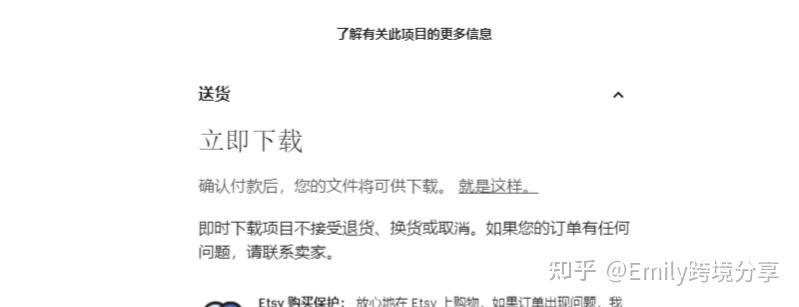 了解有关此项目的更多信息
送货
立即下载
确认付款后，您的文件将可供下载。 就是这样。
即时下载项目不接受退货、换货或取消。如果您的订单有任何
问题，请联系卖家。
知乎 @Emily跨境分享
Etsy 购买保护： 放心地在 Etsy 上购物，如果订单出现问题，我